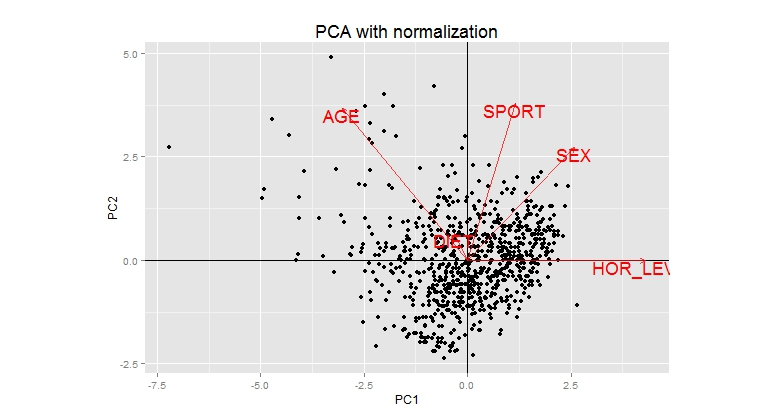 PCA with normalization
5.0
SPORT
AGE
2.5
SEX
PC2
DIET
0.0
HOR_LEV
-2.5
-7.5 -5.0 -2.5 0.0 2.5
PC1